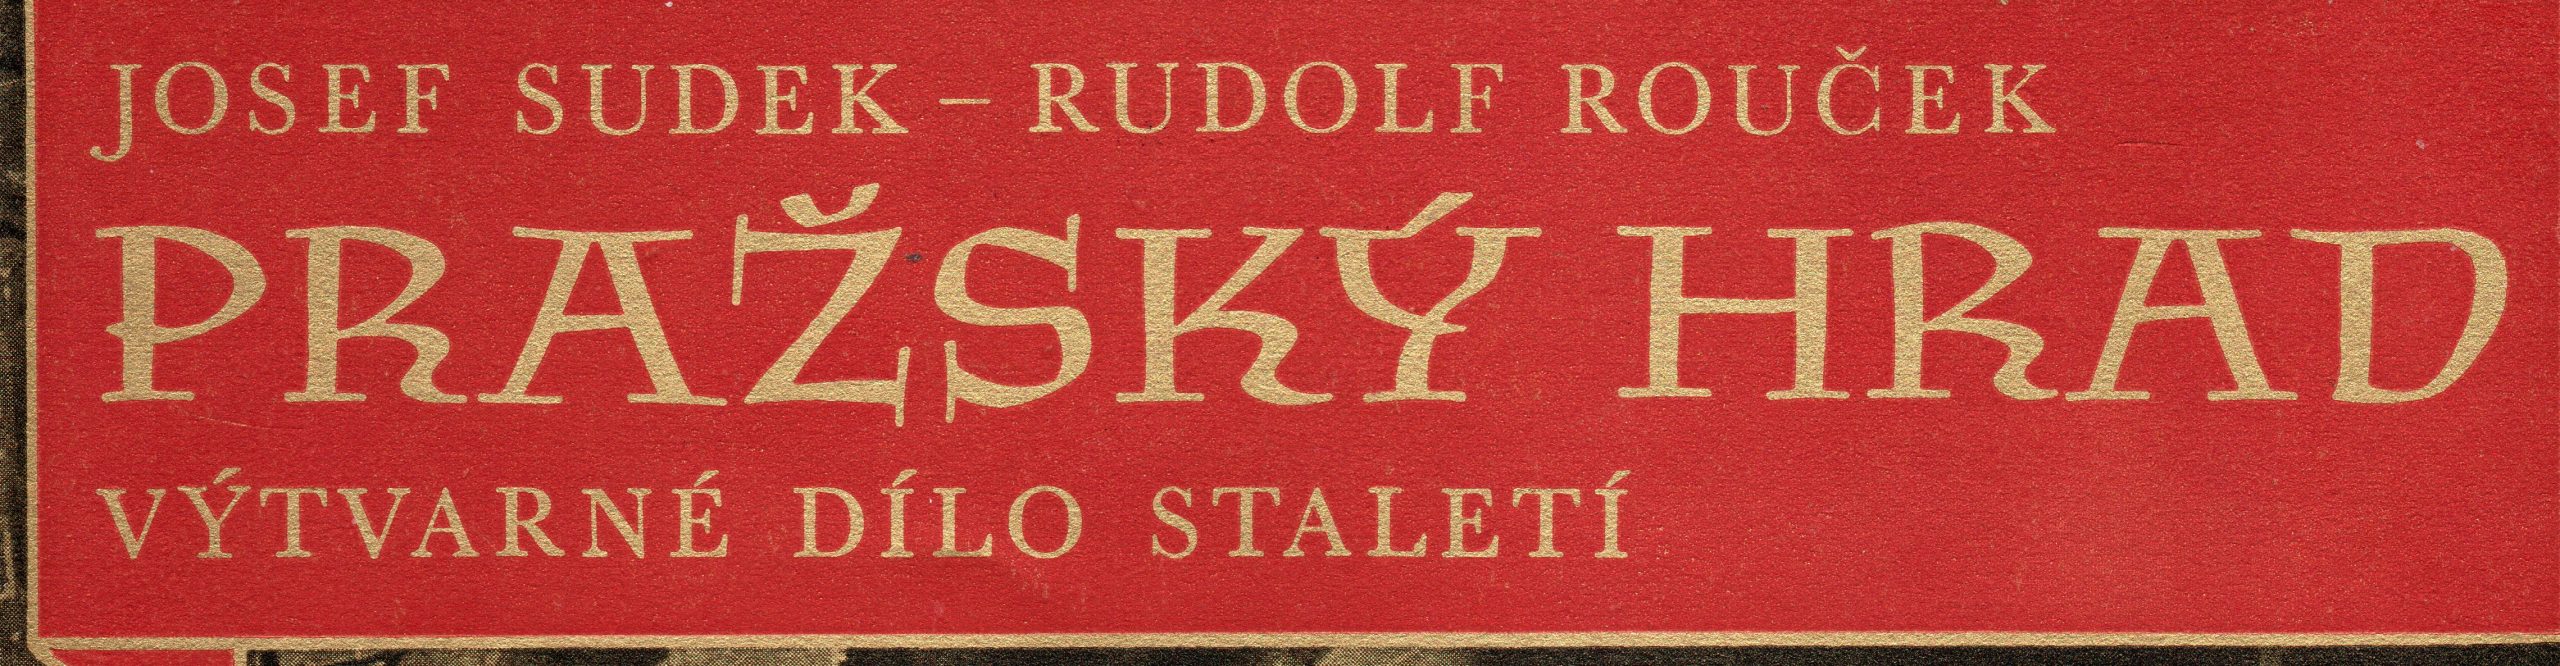 JOSEF SUDEK – RUDOLF ROUČEK
PRAŽSKÝ HRAD
VÝTVARNÉ DÍLO STALETÍ